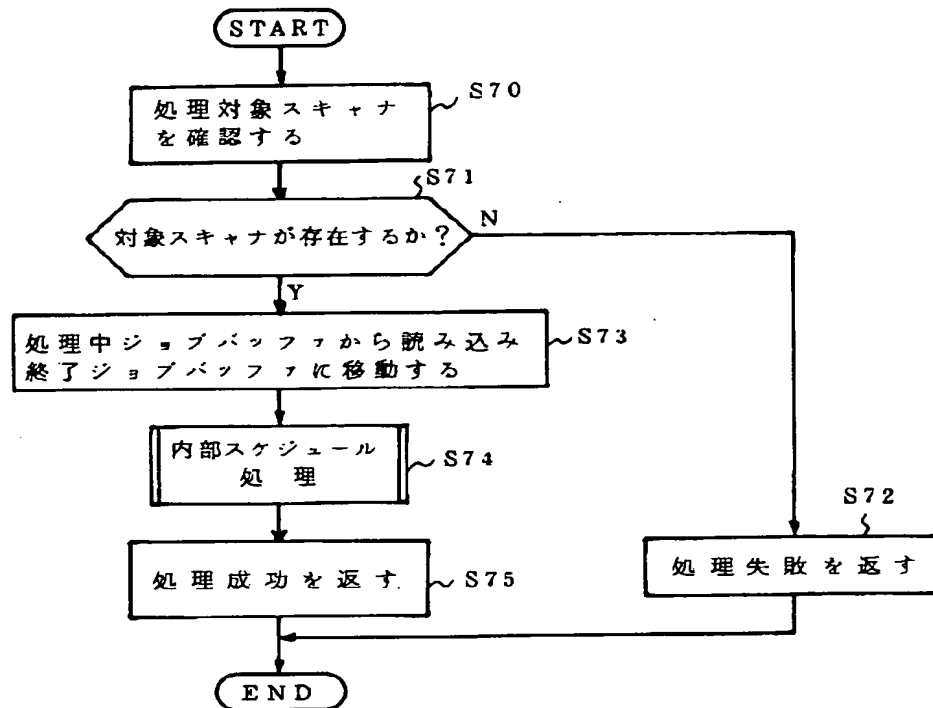 START
処理対象スキャナ
を確認する
S70
S71
対象スキャナが存在するか?
N
Y
処理中ジョブバッファから読み込み
終了ジョブバッファに移動する
S73
内部スケジュール
処理
S74
S72
処理成功を返す
S75
処理失敗を返す
END